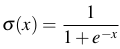 σ(x) = 1 / (1 + e^{-x})